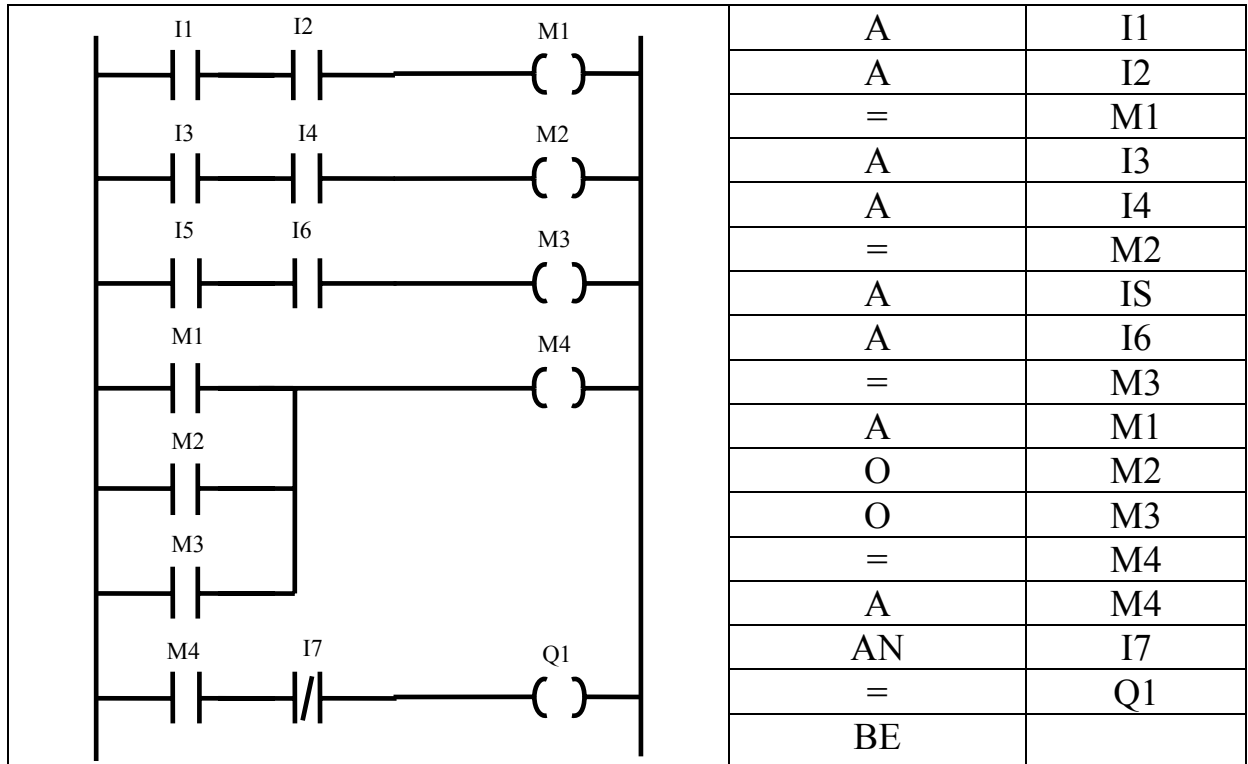 I1 I2 M1
I3 I4 M2
I5 I6 M3
M1 M4
M2
M3
M4 I7 Q1
A I1
A I2
= M1
A I3
A I4
= M2
A IS
A I6
= M3
A M1
O M2
O M3
= M4
A M4
AN I7
= Q1
BE